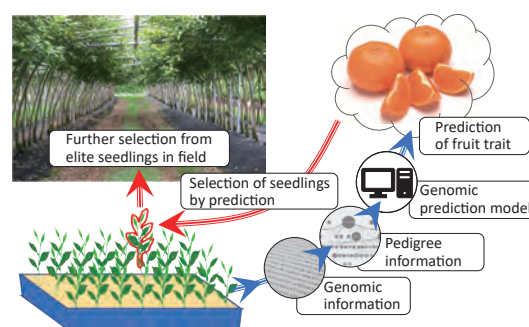 Further selection from
elite seedlings in field
Selection of seedlings
by prediction
Prediction
of fruit trait
Genomic
prediction model
Pedigree
information
Genomic
information